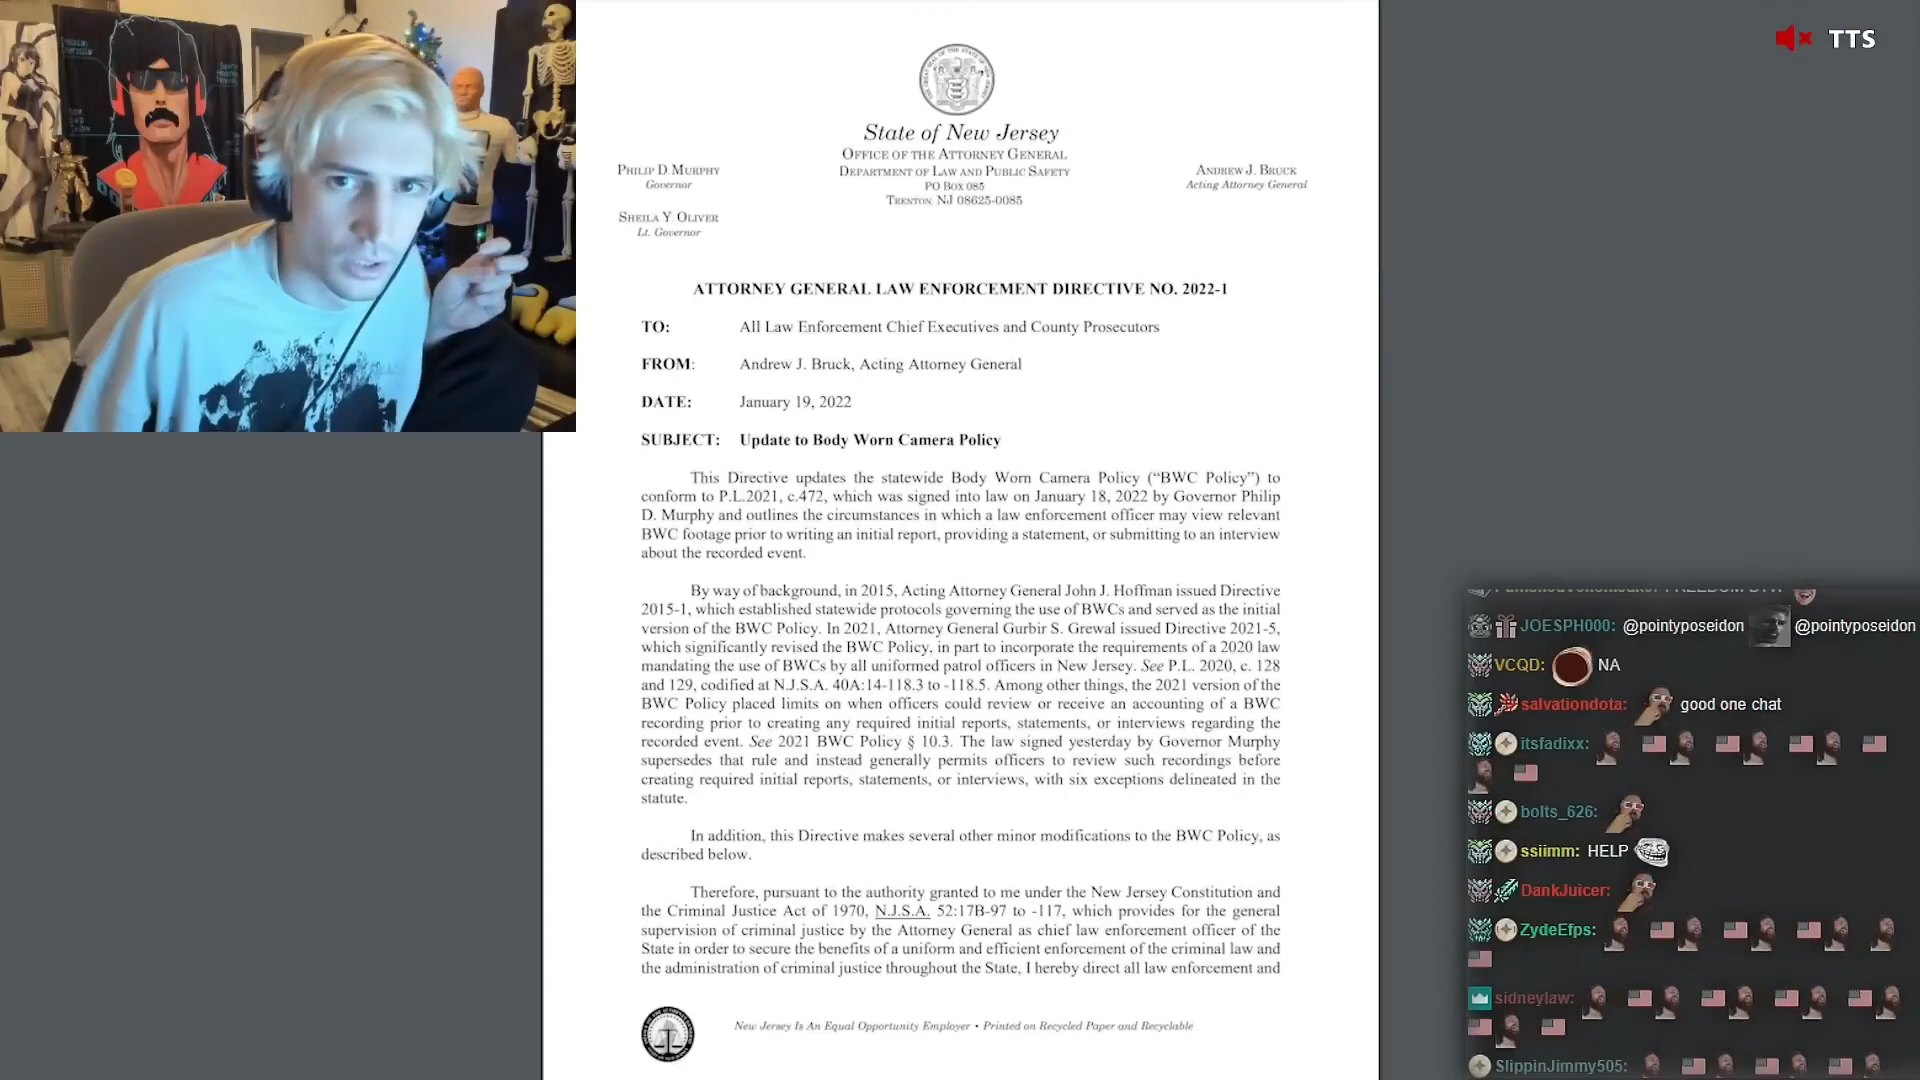 TTS
State of New Jersey
OFFICE OF THE ATTORNEY GENERAL
DEPARTMENT OF LAW AND PUBLIC SAFETY
PO BOX 085
TRENTON, NJ 08625-0085
PHILIP D. MURPHY
Governor
SHEILA Y. OLIVER
Lt. Governor
ANDREW J. BRUCK
Acting Attorney General
ATTORNEY GENERAL LAW ENFORCEMENT DIRECTIVE NO. 2022-1
TO: All Law Enforcement Chief Executives and County Prosecutors
FROM: Andrew J. Bruck, Acting Attorney General
DATE: January 19, 2022
SUBJECT: Update to Body Worn Camera Policy
This Directive updates the statewide Body Worn Camera Policy (“BWC Policy”) to
conform to P.L.2021, c.472, which was signed into law on January 18, 2022 by Governor Philip
D. Murphy and outlines the circumstances in which a law enforcement officer may view relevant
BWC footage prior to writing an initial report, providing a statement, or submitting to an interview
about the recorded event.
By way of background, in 2015, Acting Attorney General John J. Hoffman issued Directive
2015-1, which established statewide protocols governing the use of BWCs and served as the initial
version of the BWC Policy. In 2021, Attorney General Gurbir S. Grewal issued Directive 2021-5,
which significantly revised the BWC Policy, in part to incorporate the requirements of a 2020 law
mandating the use of BWCs by all uniformed patrol officers in New Jersey. See P.L. 2020, c. 128
and 129, codified at N.J.S.A. 40A:14-118.3 to -118.5. Among other things, the 2021 version of the
BWC Policy placed limits on when officers could review or receive an accounting of a BWC
recording prior to creating any required initial reports, statements, or interviews regarding the
recorded event. See 2021 BWC Policy § 10.3. The law signed yesterday by Governor Murphy
supersedes that rule and instead generally permits officers to review such recordings before
creating required initial reports, statements, or interviews, with six exceptions delineated in the
statute.
In addition, this Directive makes several other minor modifications to the BWC Policy, as
described below.
Therefore, pursuant to the authority granted to me under the New Jersey Constitution and
the Criminal Justice Act of 1970, N.J.S.A. 52:17B-97 to -117, which provides for the general
supervision of criminal justice by the Attorney General as chief law enforcement officer of the
State in order to secure the benefits of a uniform and efficient enforcement of the criminal law and
the administration of criminal justice throughout the State, I hereby direct all law enforcement and
New Jersey Is An Equal Opportunity Employer • Printed on Recycled Paper and Recyclable
JOESPH000: @pointyposeidon @pointyposeidon
VCQD: NA
salvationdota: good one chat
itsfadixx:
bolts_626:
ssiimm: HELP
DankJuicer:
ZydeEfps:
sidneylaw:
SlippinJimmy505: